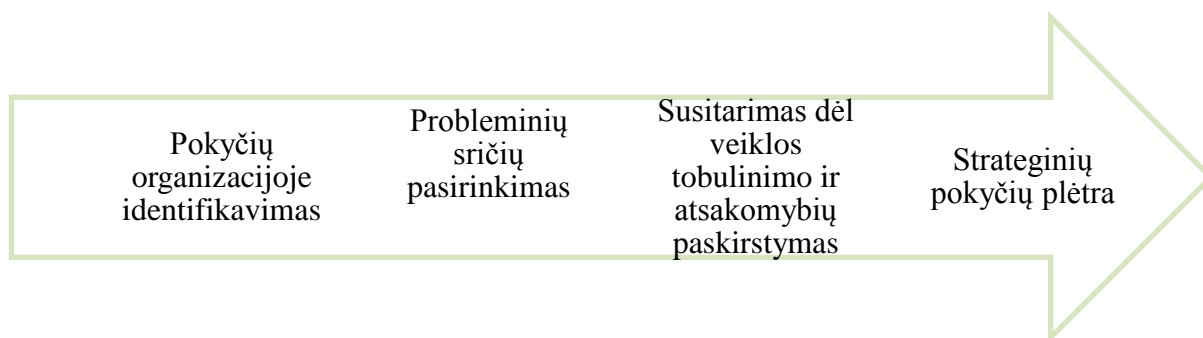 Pokyčių
organizacijoje
identifikavimas
Probleminių
sričių
pasirinkimas
Susitarimas dėl
veiklos
tobulinimo ir
atsakomybių
paskirstymas
Strateginių
pokyčių plėtra